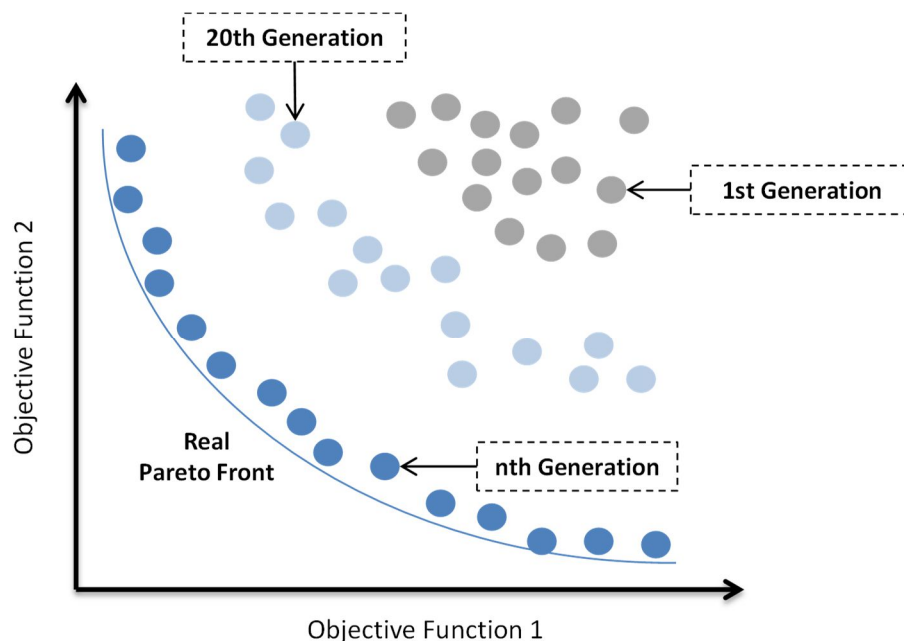 20th Generation
1st Generation
Objective Function 2
Real
Pareto Front
nth Generation
Objective Function 1